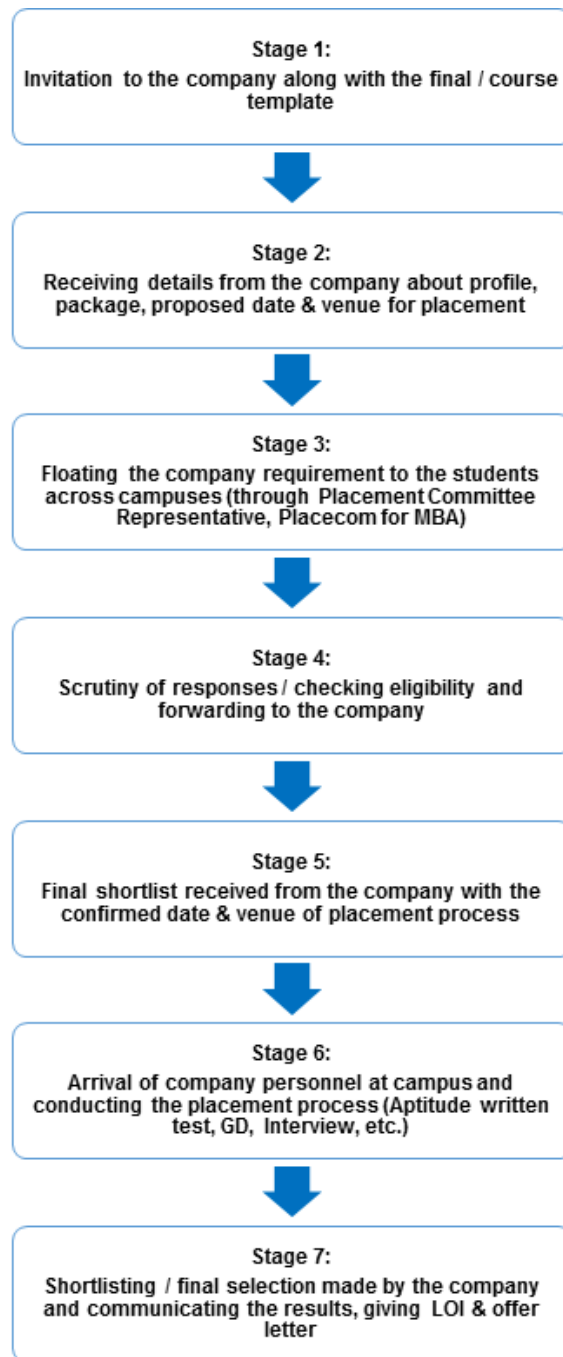 Stage 1:
Invitation to the company along with the final / course
template
Stage 2:
Receiving details from the company about profile,
package, proposed date & venue for placement
Stage 3:
Floating the company requirement to the students
across campuses (through Placement Committee
Representative, Placecom for MBA)
Stage 4:
Scrutiny of responses / checking eligibility and
forwarding to the company
Stage 5:
Final shortlist received from the company with the
confirmed date & venue of placement process
Stage 6:
Arrival of company personnel at campus and
conducting the placement process (Aptitude written
test, GD, Interview, etc.)
Stage 7:
Shortlisting / final selection made by the company
and communicating the results, giving LOI & offer
letter